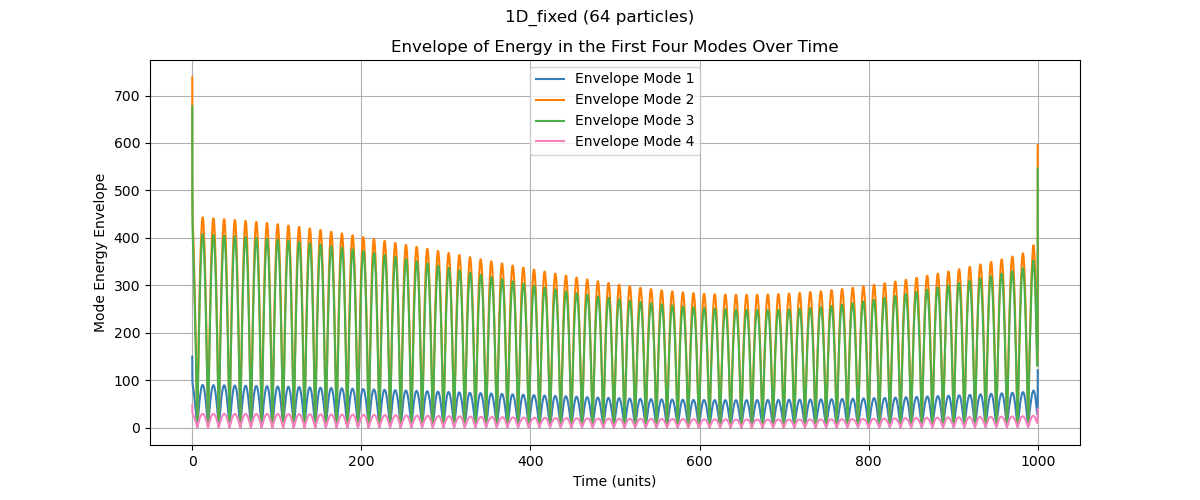 1D_fixed (64 particles)
Envelope of Energy in the First Four Modes Over Time
Envelope Mode 1
Envelope Mode 2
Envelope Mode 3
Envelope Mode 4
Mode Energy Envelope
700
600
500
400
300
200
100
0
0 200 400 600 800 1000
Time (units)